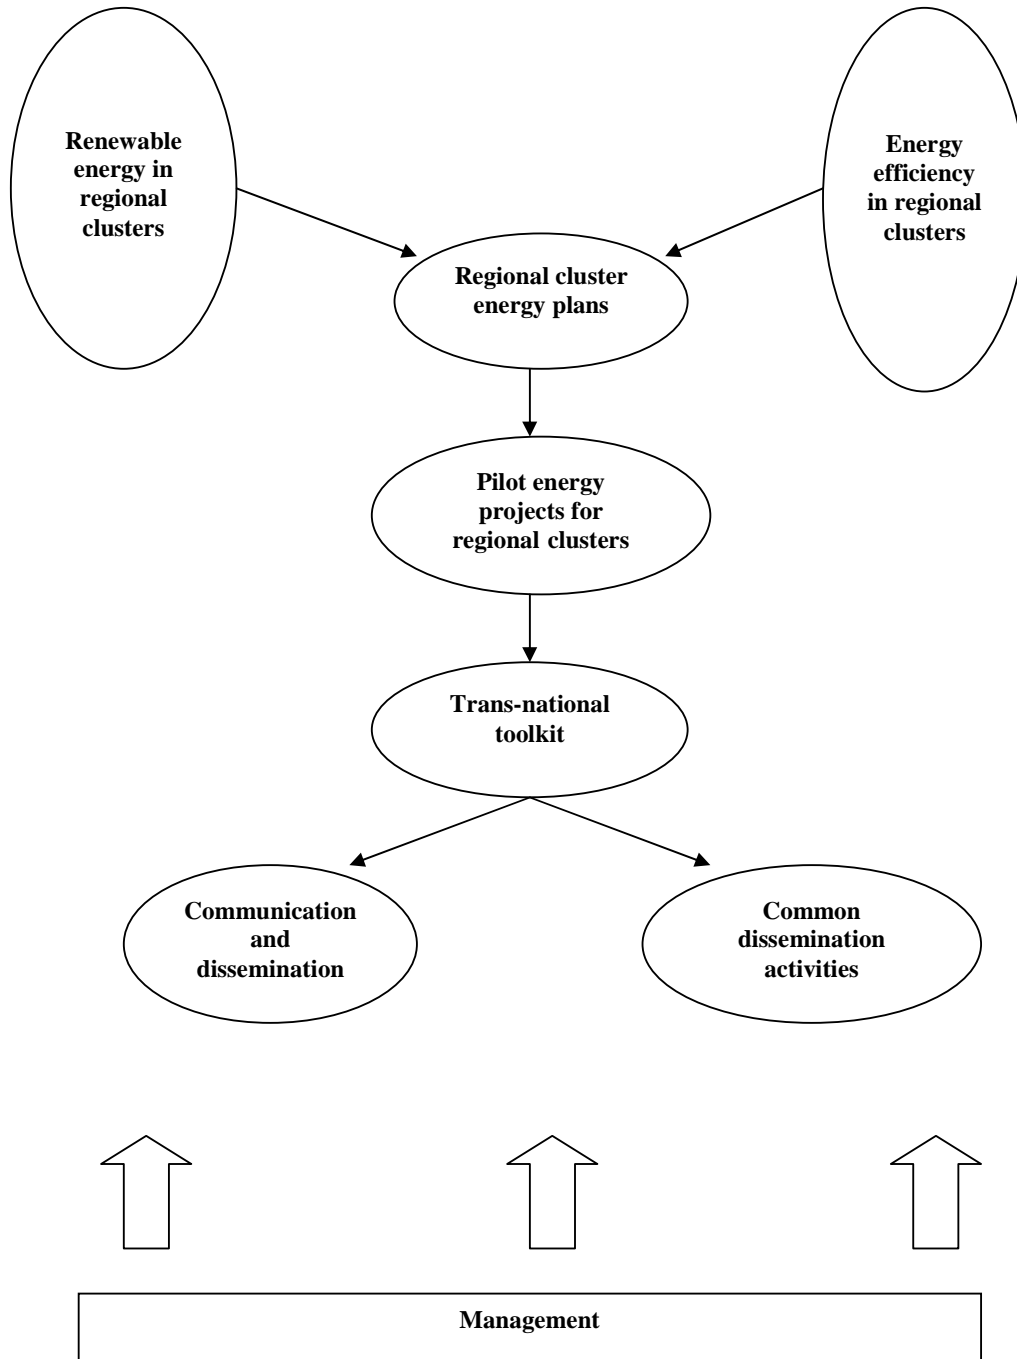 Renewable
energy in
regional
clusters
Energy
efficiency
in regional
clusters
Regional cluster
energy plans
Pilot energy
projects for
regional clusters
Trans-national
toolkit
Communication
and
dissemination
Common
dissemination
activities
Management